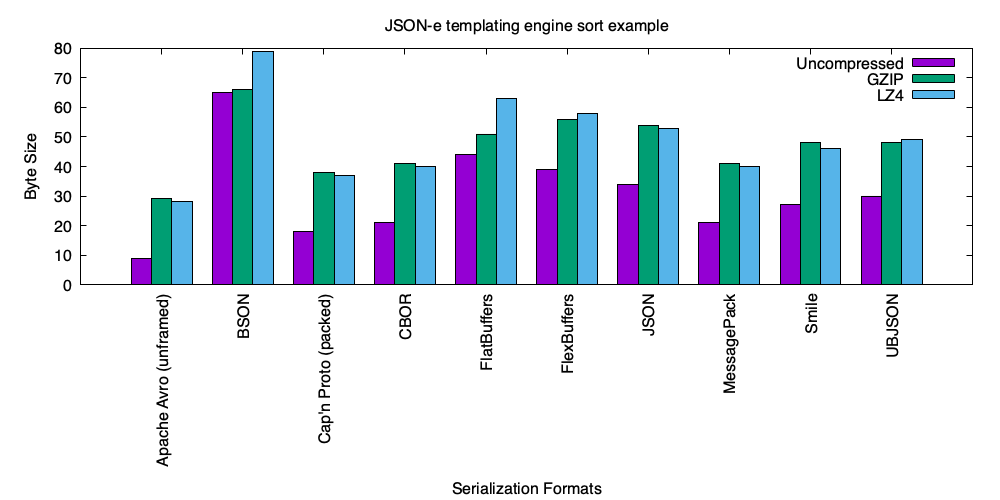 JSON-e templating engine sort example
Uncompressed
GZIP
LZ4
Byte Size
80
70
60
50
40
30
20
10
0
Apache Avro (unframed)
BSON
Cap'n Proto (packed)
CBOR
FlatBuffers
FlexBuffers
JSON
MessagePack
Smile
UBJSON
Serialization Formats